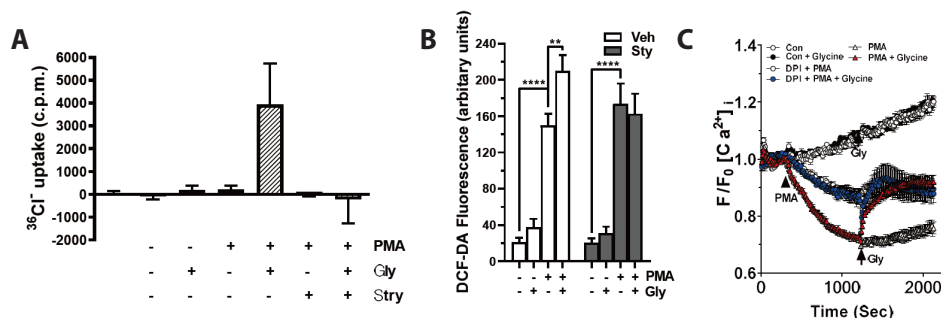 A
³⁶Cl⁻ uptake (c.p.m.)
6000
5000
4000
3000
2000
1000
0
-1000
-2000
- - + + + + PMA
- + - + - + Gly
- - - - + + Stry
B
DCF-DA Fluorescence (arbitary units)
240
200
160
120
80
40
0
Veh
Sty
**
****
****
- - + + - - + + PMA
- + - + - + - + Gly
C
F/F₀ [Ca²⁺]ᵢ
1.4
1.2
1.0
0.8
0.6
Con
Con + Glycine
DPI + PMA
DPI + PMA + Glycine
PMA
PMA + Glycine
Gly
PMA
Gly
0 1000 2000
Time (Sec)